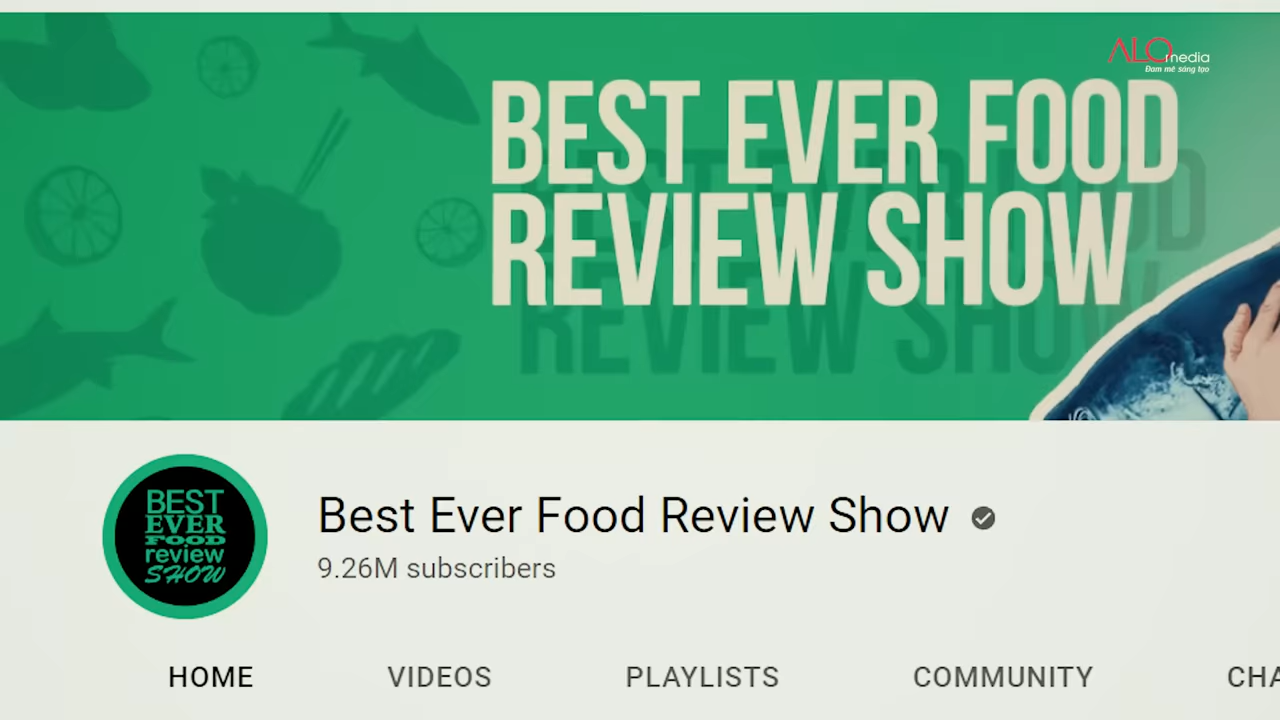 ALOmedia
Đam mê sáng tạo
BEST EVER FOOD
REVIEW SHOW
BEST
EVER
FOOD
review
SHOW
Best Ever Food Review Show
9.26M subscribers
HOME VIDEOS PLAYLISTS COMMUNITY CHA